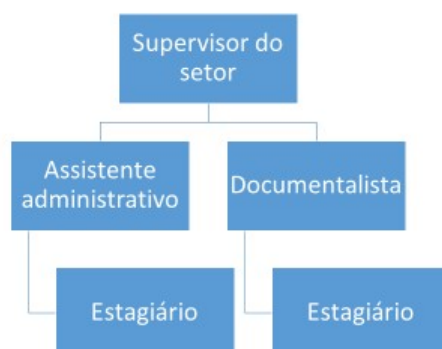 Supervisor do
setor
Assistente
administrativo
Documentalista
Estagiário
Estagiário